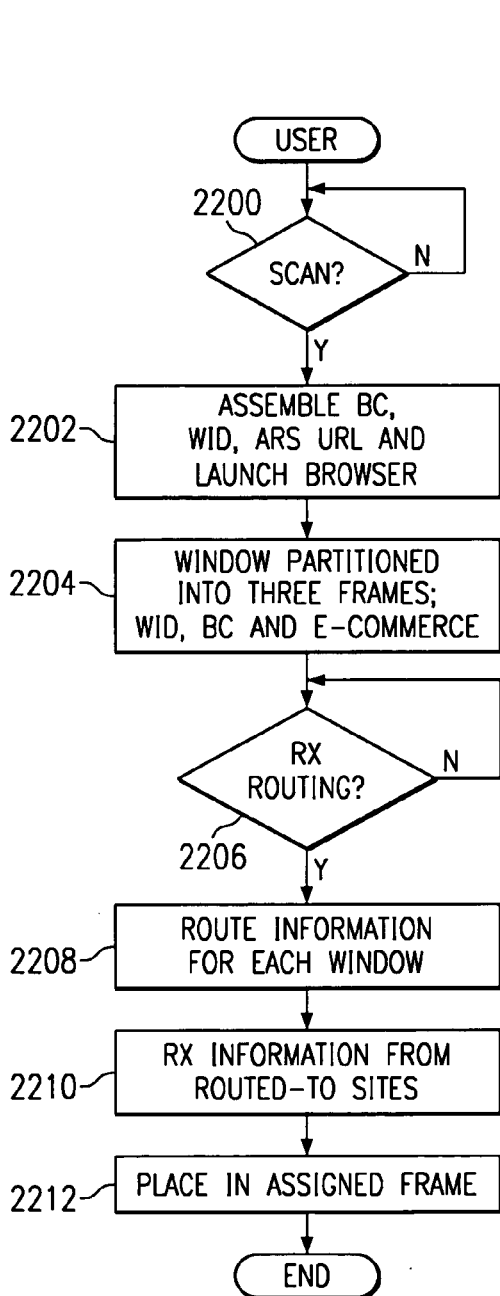 USER
2200
SCAN?
N
Y
2202
ASSEMBLE BC,
WID, ARS URL AND
LAUNCH BROWSER
2204
WINDOW PARTITIONED
INTO THREE FRAMES;
WID, BC AND E-COMMERCE
RX
ROUTING?
N
2206
Y
2208
ROUTE INFORMATION
FOR EACH WINDOW
2210
RX INFORMATION FROM
ROUTED-TO SITES
2212
PLACE IN ASSIGNED FRAME
END